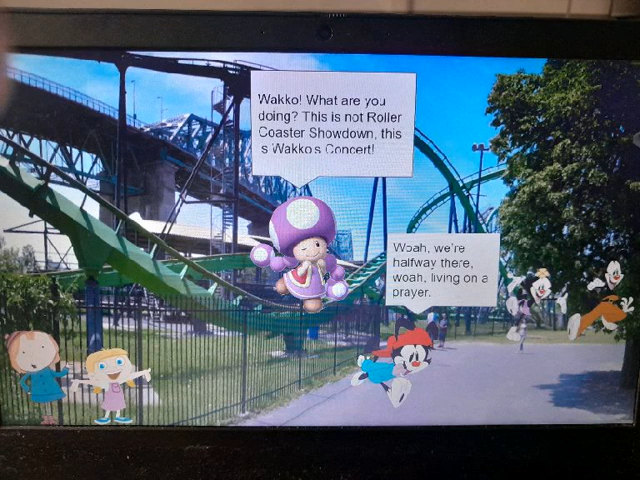 Wakko! What are you
doing? This is not Roller
Coaster Showdown, this
s Wakko's Concert!
Woah, we're
halfway there,
woah, living on a
prayer.